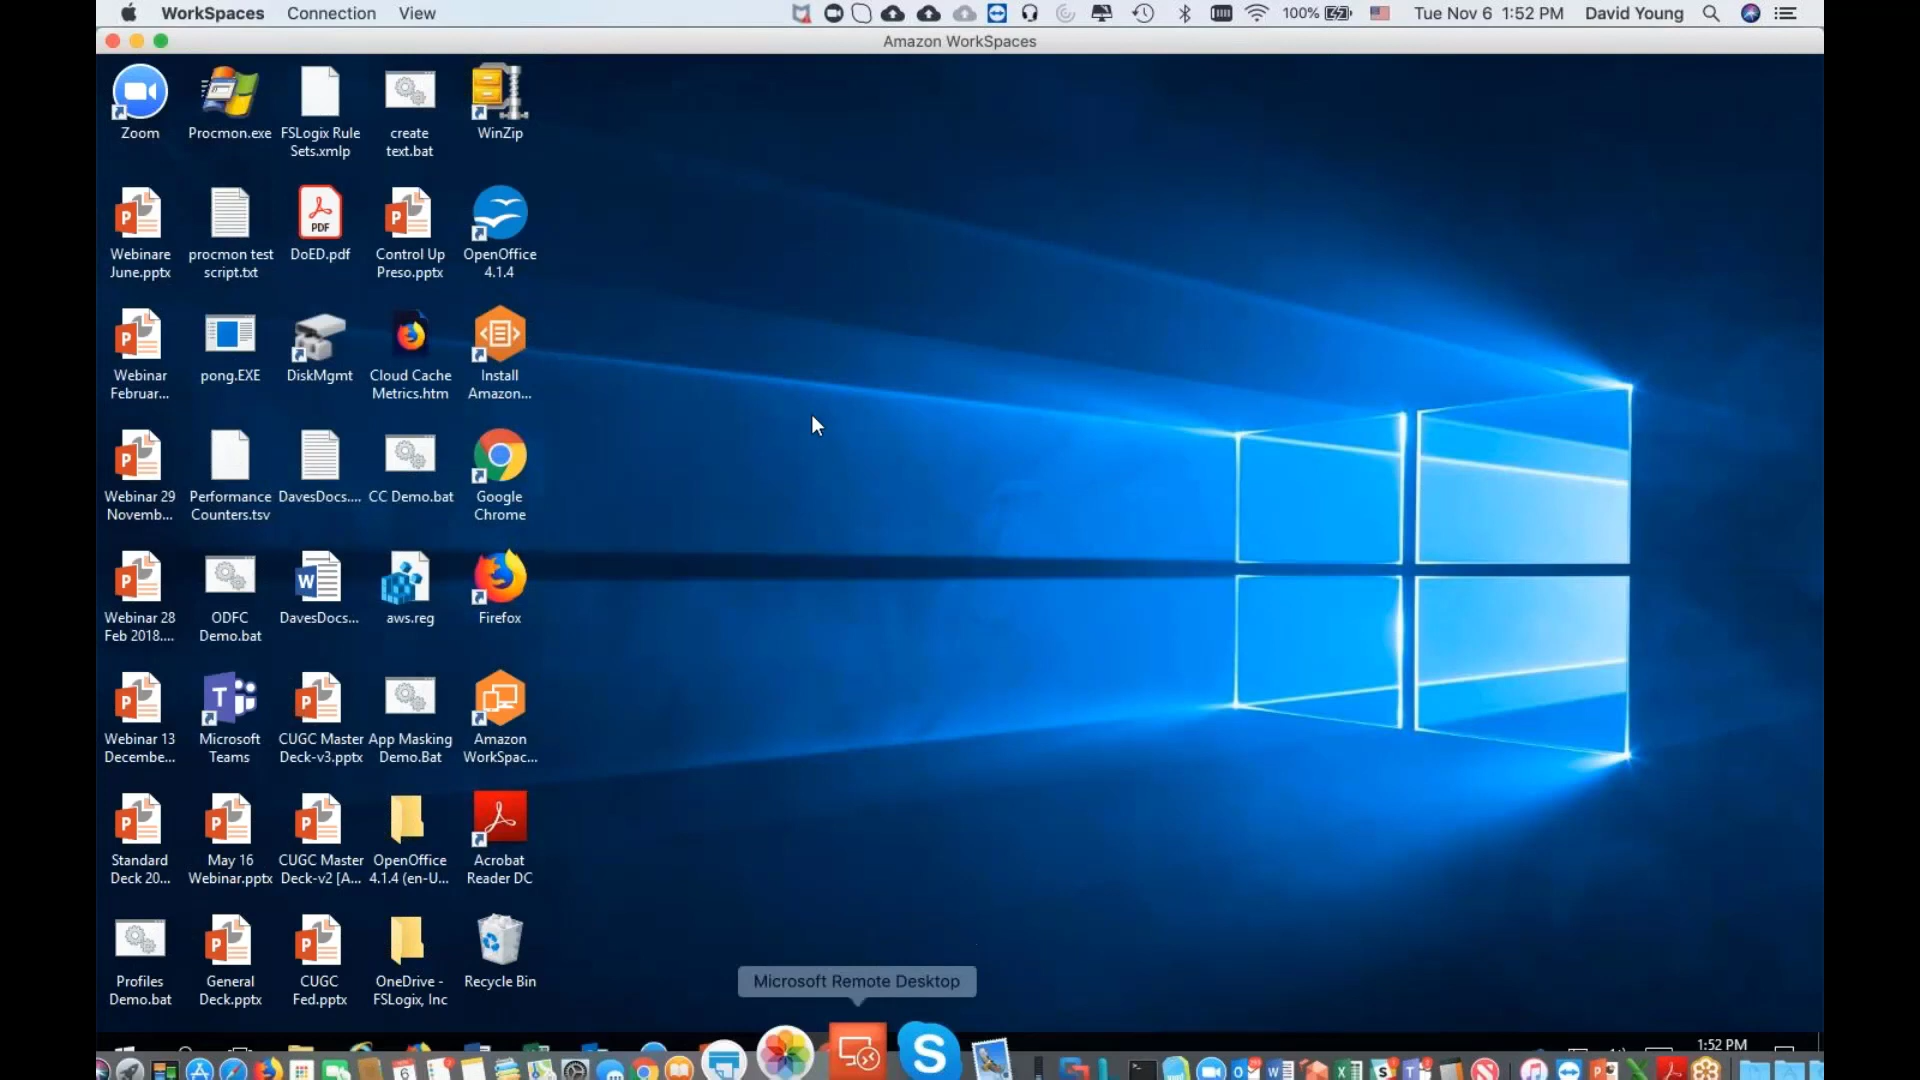 WorkSpaces Connection View
100% Tue Nov 6 1:52 PM David Young
Amazon WorkSpaces
Zoom
Procmon.exe
FSLogix Rule
Sets.xmlp
create
text.bat
WinZip
Webinare
June.pptx
procmon test
script.txt
PDF
DoED.pdf
Control Up
Preso.pptx
OpenOffice
4.1.4
Webinar
Februar...
pong.EXE
DiskMgmt
Cloud Cache
Metrics.htm
Install
Amazon...
Webinar 29
Novemb...
Performance
Counters.tsv
DavesDocs....
CC Demo.bat
Google
Chrome
Webinar 28
Feb 2018....
ODFC
Demo.bat
DavesDocs...
aws.reg
Firefox
Webinar 13
Decembe...
Microsoft
Teams
CUGC Master
Deck-v3.pptx
App Masking
Demo.Bat
Amazon
WorkSpac...
Standard
Deck 20...
May 16
Webinar.pptx
CUGC Master
Deck-v2 [A...
OpenOffice
4.1.4 (en-U...
Acrobat
Reader DC
Profiles
Demo.bat
General
Deck.pptx
CUGC
Fed.pptx
OneDrive -
FSLogix, Inc
Recycle Bin
Microsoft Remote Desktop
1:52 PM